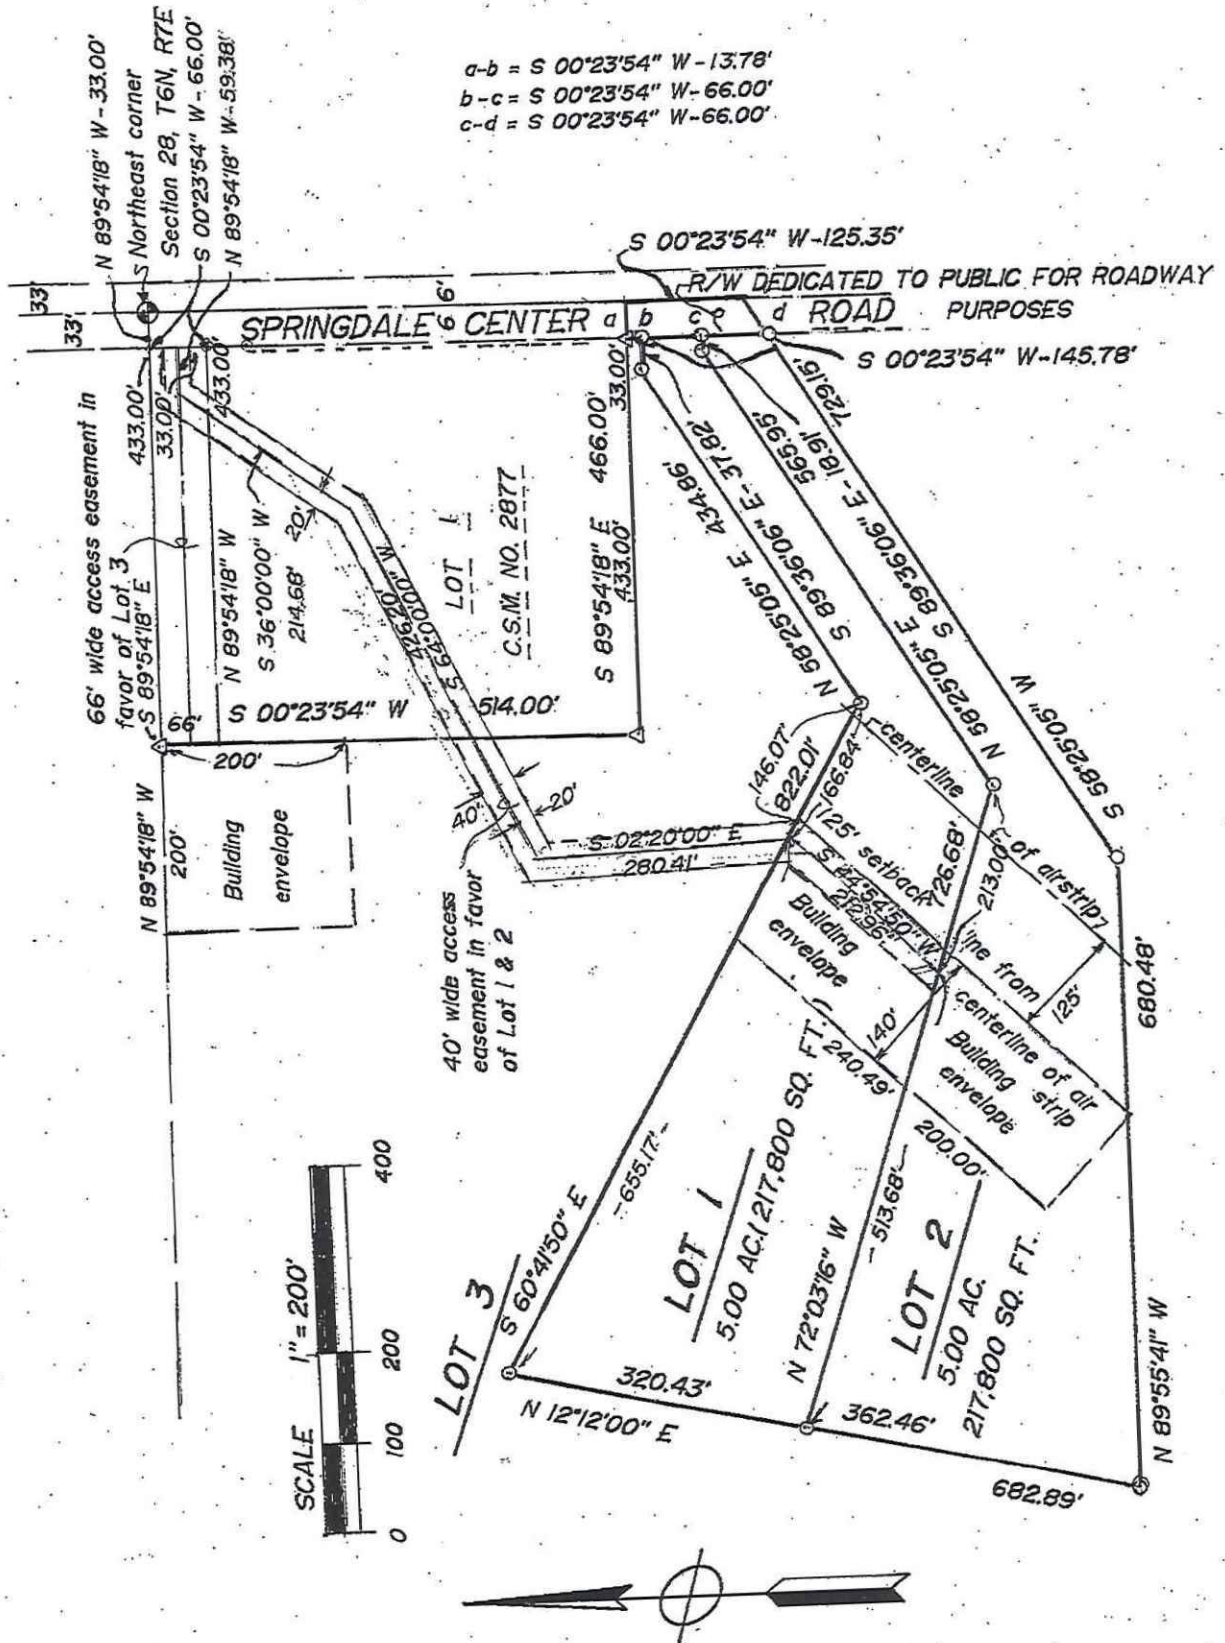 a-b = S 00°23'54" W-13.78'
b-c = S 00°23'54" W-66.00'
c-d = S 00°23'54" W-66.00'
N 89°54'18" W-33.00'
Northeast corner
Section 28, T6N, R7E
S 00°23'54" W-66.00'
N 89°54'18" W-59.38'
33'
33'
S 00°23'54" W-125.35'
R/W DEDICATED TO PUBLIC FOR ROADWAY
PURPOSES
SPRINGDALE CENTER ROAD
6'
6
a b c e d
S 00°23'54" W-145.78'
66' wide access easement in
favor of Lot 3
S 89°54'18" E
433.00'
33.00'
433.00'
N 89°54'18" W
S 36°00'00" W
214.68'
20'
426.20'
S 64°00'00" W
LOT 1
C.S.M. NO. 2877
33.00'
466.00'
S 89°54'18" E
433.00'
729.15'
S 58°25'05" W
S 89°36'06" E-18.91'
565.95'
N 58°25'05" E
S 89°36'06" E-37.82'
434.86'
N 58°25'05" E
66'
S 00°23'54" W
514.00'
200'
N 89°54'18" W
200'
Building
envelope
40'
20'
S 02°20'00" E
280.41'
40' wide access
easement in favor
of Lot 1 & 2
146.07'
822.01'
166.84'
centerline
of airstrip
125' setback
line from
centerline of air
strip
S 24°54'50" W
212.96'
726.68'
213.00'
125'
Building
envelope
140'
240.49'
Building
envelope
200.00'
680.48'
N 89°55'41" W
S 60°41'50" E
655.17'
LOT 3
LOT 1
5.00 AC.( 217,800 SQ. FT.)
N 72°03'16" W
513.68'
LOT 2
5.00 AC.
217,800 SQ. FT.
320.43'
N 12°12'00" E
362.46'
682.89'
SCALE 1"=200'
0 100 200 400